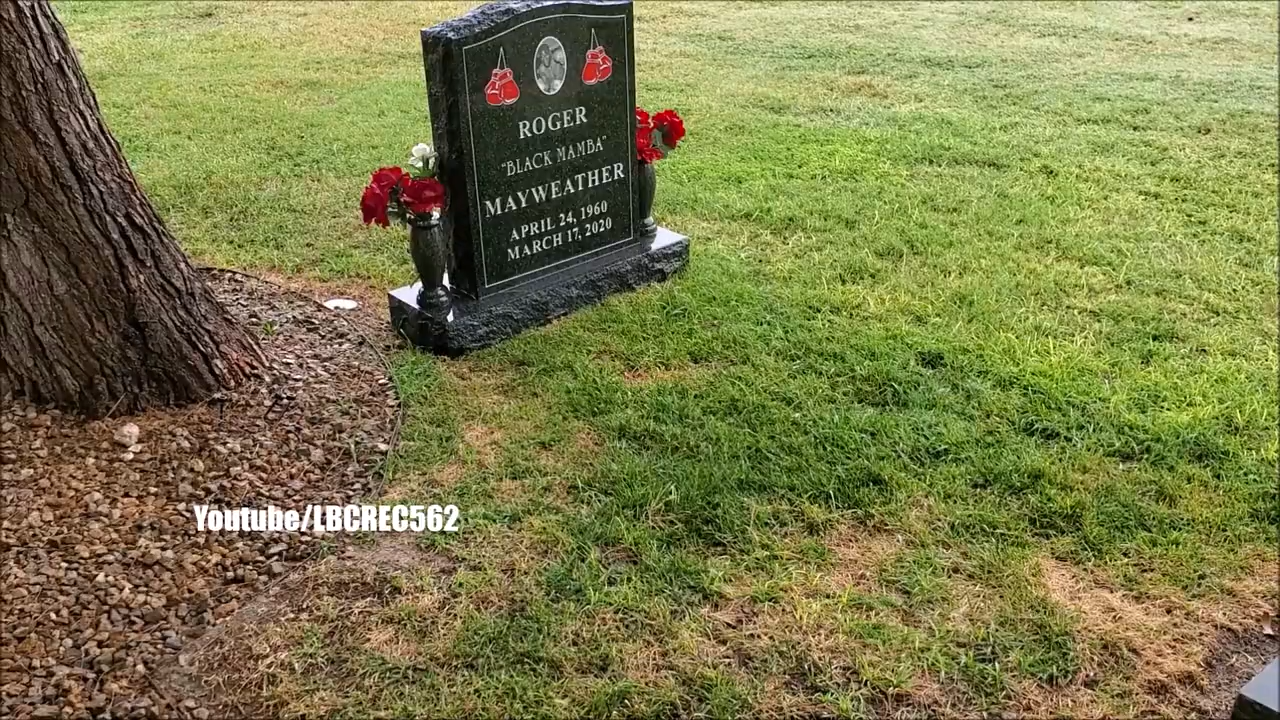 ROGER
"BLACK MAMBA"
MAYWEATHER
APRIL 24, 1960
MARCH 17, 2020
Youtube/LBCREC562